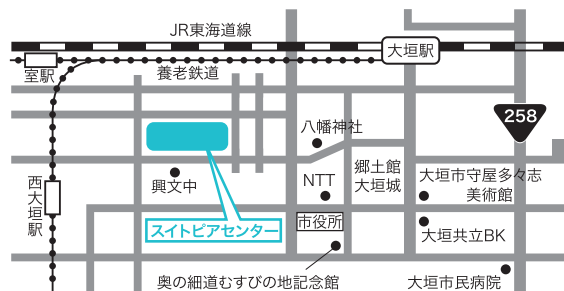 JR東海道線
大垣駅
室駅
養老鉄道
258
八幡神社
西大垣駅
興文中
NTT
郷土館
大垣城
大垣市守屋多々志
美術館
スイトピアセンター
市役所
大垣共立BK
奥の細道むすびの地記念館
大垣市民病院